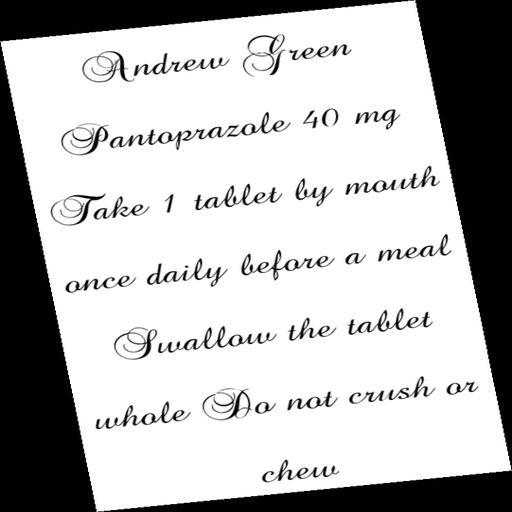 Andrew Green
Pantoprazole 40 mg
Take 1 tablet by mouth
once daily before a meal
Swallow the tablet
whole Do not crush or
chew